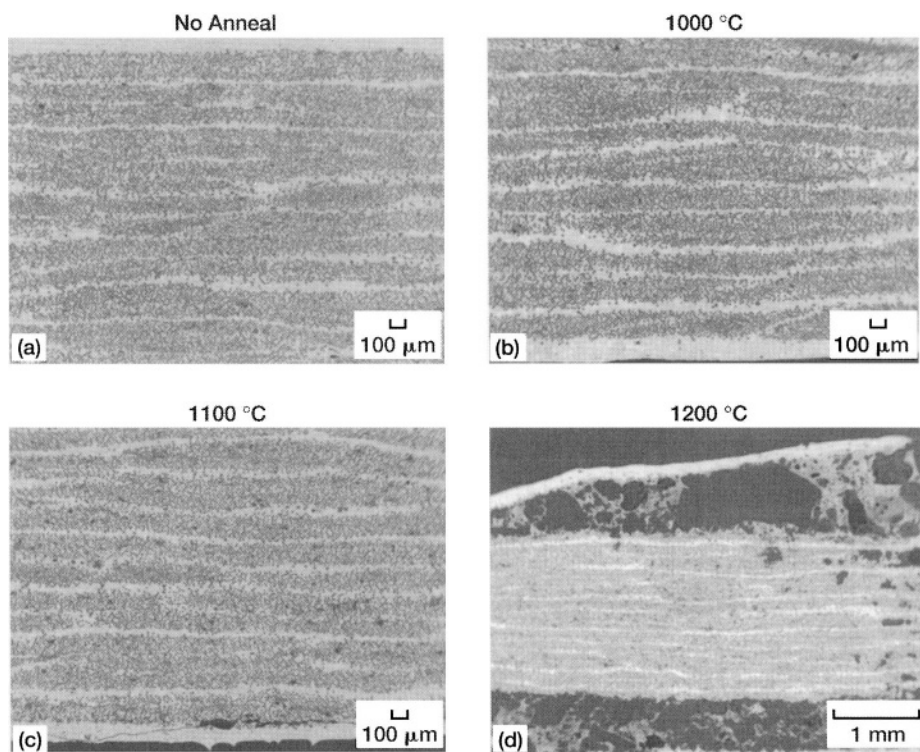 No Anneal
1000 °C
(a)
100 μm
(b)
100 μm
1100 °C
1200 °C
(c)
100 μm
(d)
1 mm